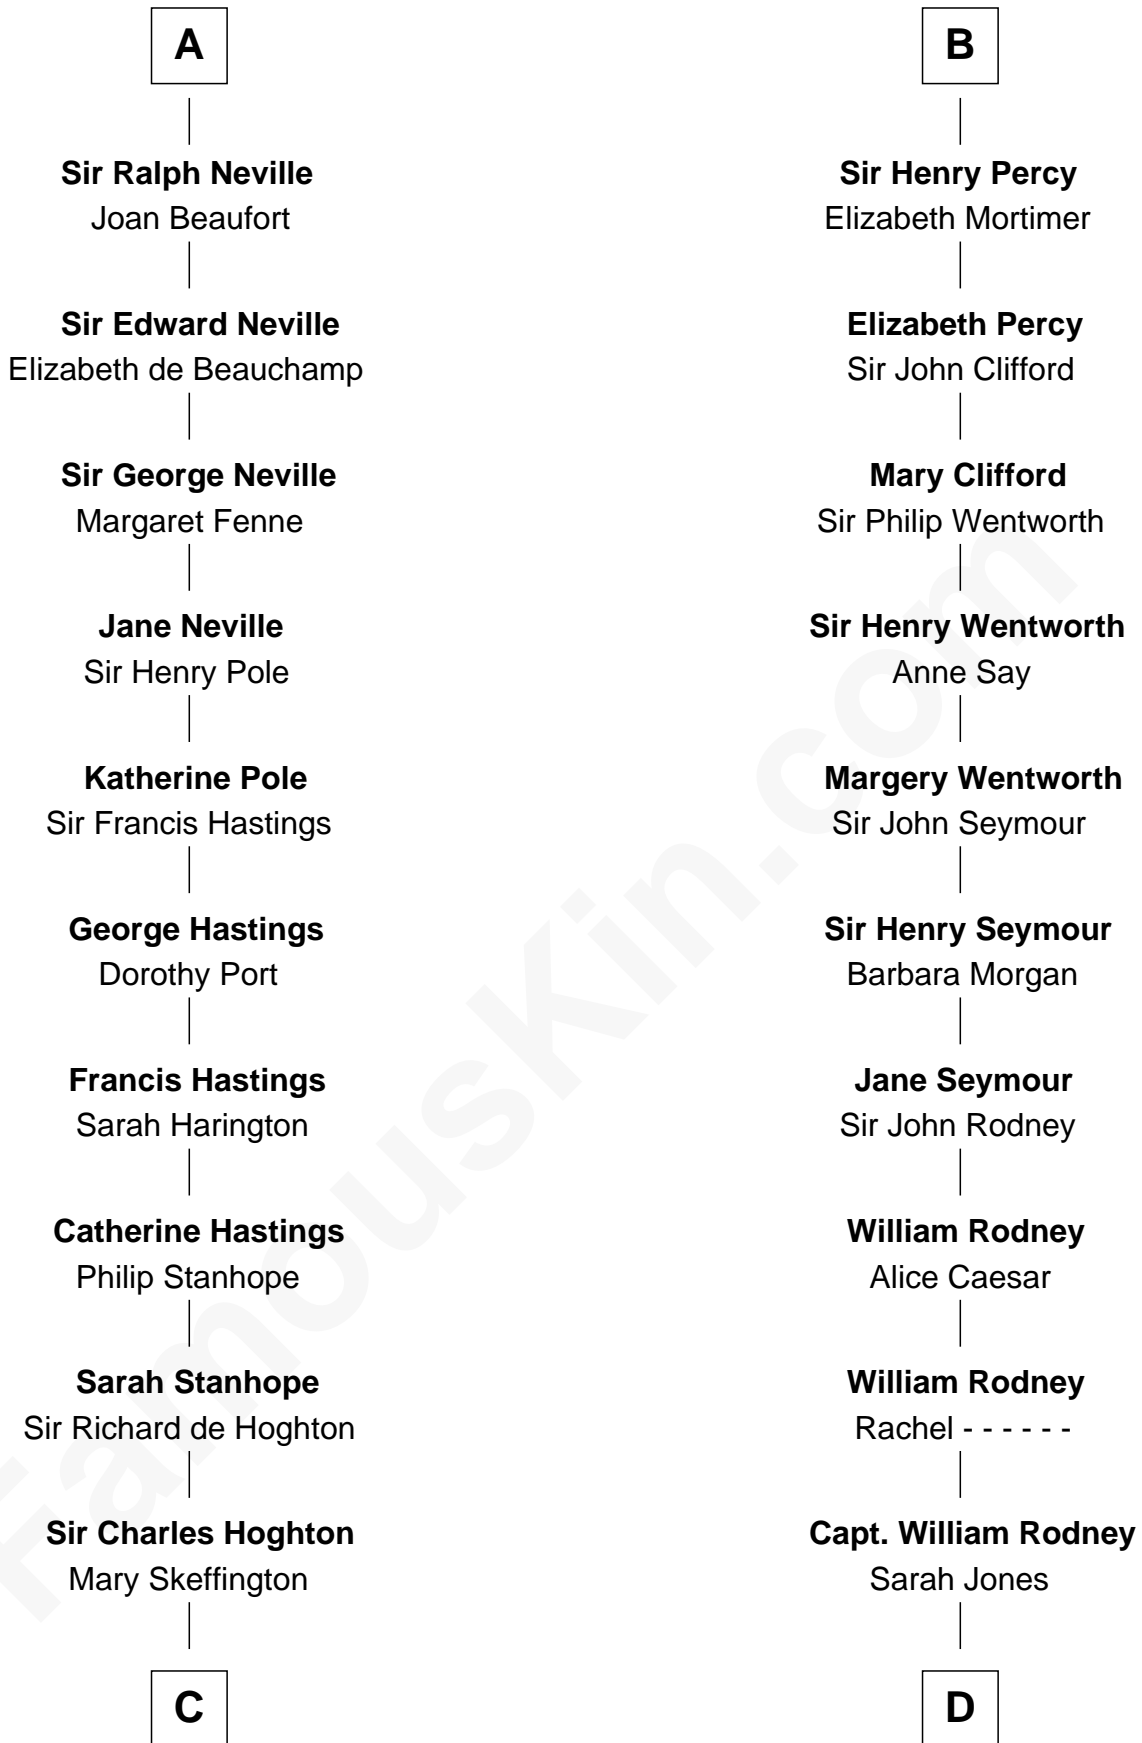 A
Sir Ralph Neville
Joan Beaufort
Sir Edward Neville
Elizabeth de Beauchamp
Sir George Neville
Margaret Fenne
Jane Neville
Sir Henry Pole
Katherine Pole
Sir Francis Hastings
George Hastings
Dorothy Port
Francis Hastings
Sarah Harington
Catherine Hastings
Philip Stanhope
Sarah Stanhope
Sir Richard de Hoghton
Sir Charles Hoghton
Mary Skeffington
C
B
Sir Henry Percy
Elizabeth Mortimer
Elizabeth Percy
Sir John Clifford
Mary Clifford
Sir Philip Wentworth
Sir Henry Wentworth
Anne Say
Margery Wentworth
Sir John Seymour
Sir Henry Seymour
Barbara Morgan
Jane Seymour
Sir John Rodney
William Rodney
Alice Caesar
William Rodney
Rachel - - - - - -
Capt. William Rodney
Sarah Jones
D
FamousKin.com